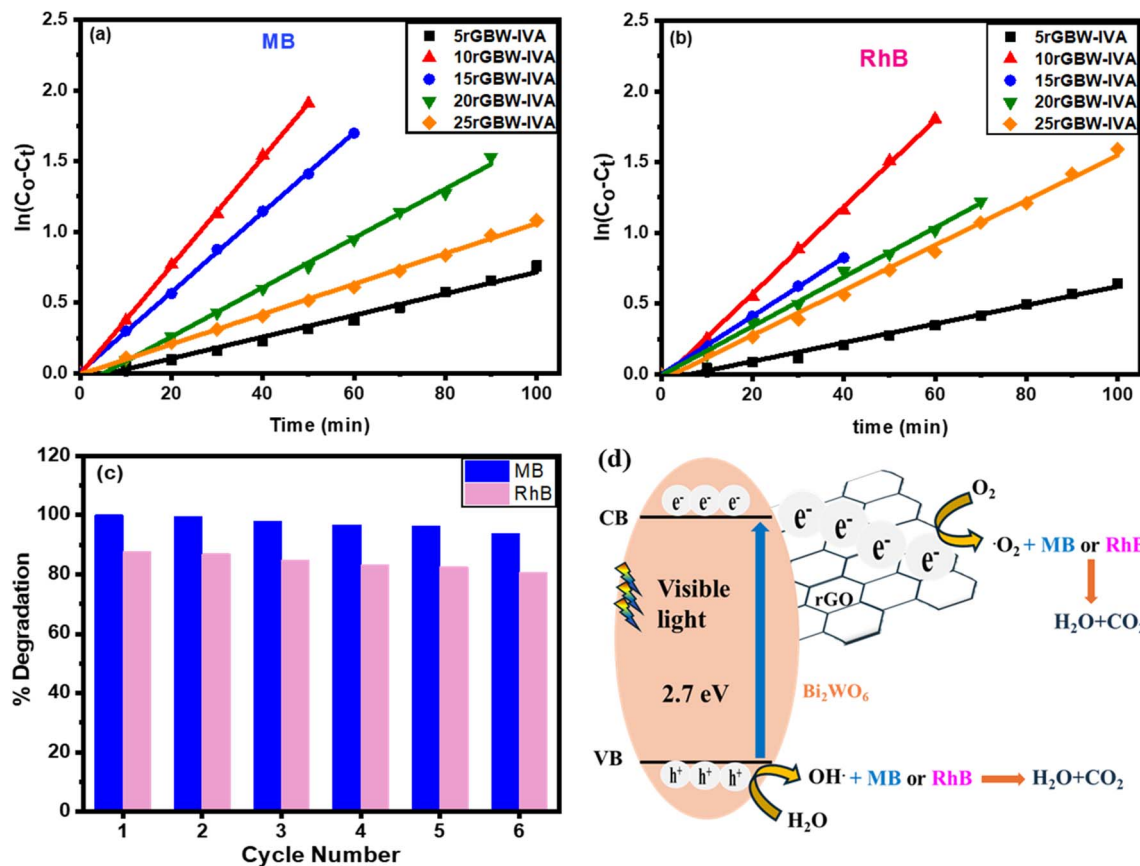 (a)
MB
5rGBW-IVA
10rGBW-IVA
15rGBW-IVA
20rGBW-IVA
25rGBW-IVA
ln(Co-Ct)
2.5
2.0
1.5
1.0
0.5
0.0
20 40 60 80 100
Time (min)
(b)
RhB
5rGBW-IVA
10rGBW-IVA
15rGBW-IVA
20rGBW-IVA
25rGBW-IVA
ln(Co-Ct)
2.5
2.0
1.5
1.0
0.5
0.0
20 40 60 80 100
time (min)
(c)
MB
RhB
% Degradation
120
100
80
60
40
20
0
1 2 3 4 5 6
Cycle Number
(d)
e⁻ e⁻ e⁻
CB
e⁻
e⁻
e⁻
e⁻
O₂
·O₂ + MB or RhB
H₂O+CO₂
rGO
Visible
light
2.7 eV
Bi₂WO₆
VB
h⁺ h⁺ h⁺
OH· + MB or RhB
H₂O+CO₂
H₂O